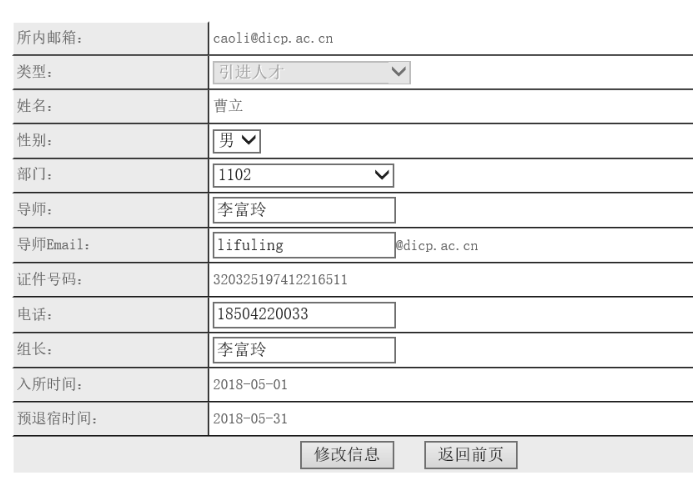 所内邮箱: caoli@dicp.ac.cn
类型: 引进人才
姓名: 曹立
性别: 男
部门: 1102
导师: 李富玲
导师Email: lifuling @dicp.ac.cn
证件号码: 320325197412216511
电话: 18504220033
组长: 李富玲
入所时间: 2018-05-01
预退宿时间: 2018-05-31
修改信息 返回前页